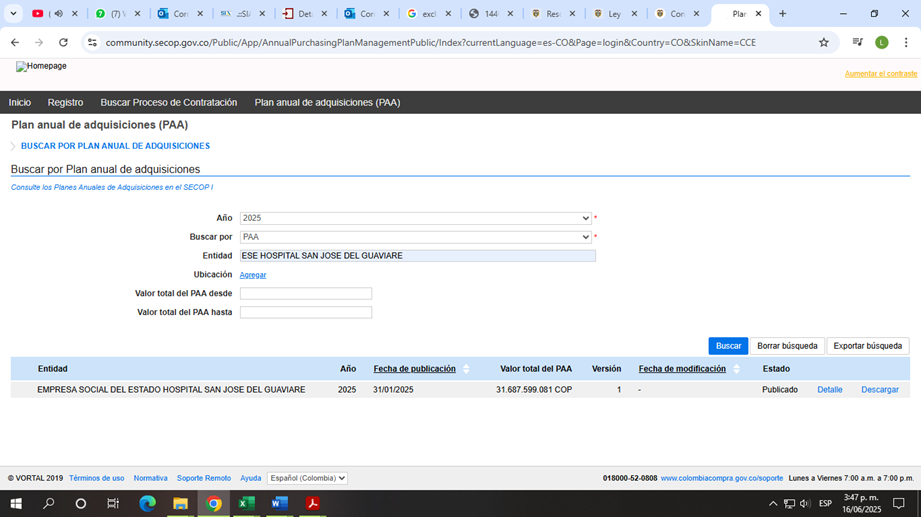 (7) V
Cor
SIA
Deta
Cor
excl
144
Res
Ley
Con
Plar
community.secop.gov.co/Public/App/AnnualPurchasingPlanManagementPublic/Index?currentLanguage=es-CO&Page=login&Country=CO&SkinName=CCE
L
Homepage
Aumentar el contraste
Inicio Registro Buscar Proceso de Contratación Plan anual de adquisiciones (PAA)
Plan anual de adquisiciones (PAA)
BUSCAR POR PLAN ANUAL DE ADQUISICIONES
Buscar por Plan anual de adquisiciones
Consulte los Planes Anuales de Adquisiciones en el SECOP I
Año 2025 *
Buscar por PAA *
Entidad ESE HOSPITAL SAN JOSE DEL GUAVIARE
Ubicación Agregar
Valor total del PAA desde
Valor total del PAA hasta
Buscar Borrar búsqueda Exportar búsqueda
Entidad Año Fecha de publicación Valor total del PAA Versión Fecha de modificación Estado
EMPRESA SOCIAL DEL ESTADO HOSPITAL SAN JOSE DEL GUAVIARE 2025 31/01/2025 31.687.599.081 COP 1 - Publicado Detalle Descargar
© VORTAL 2019 Términos de uso Normativa Soporte Remoto Ayuda Español (Colombia) 018000-52-0808 www.colombiacompra.gov.co/soporte Lunes a Viernes 7:00 a.m. a 7:00 p.m.
ESP
3:47 p. m.
16/06/2025